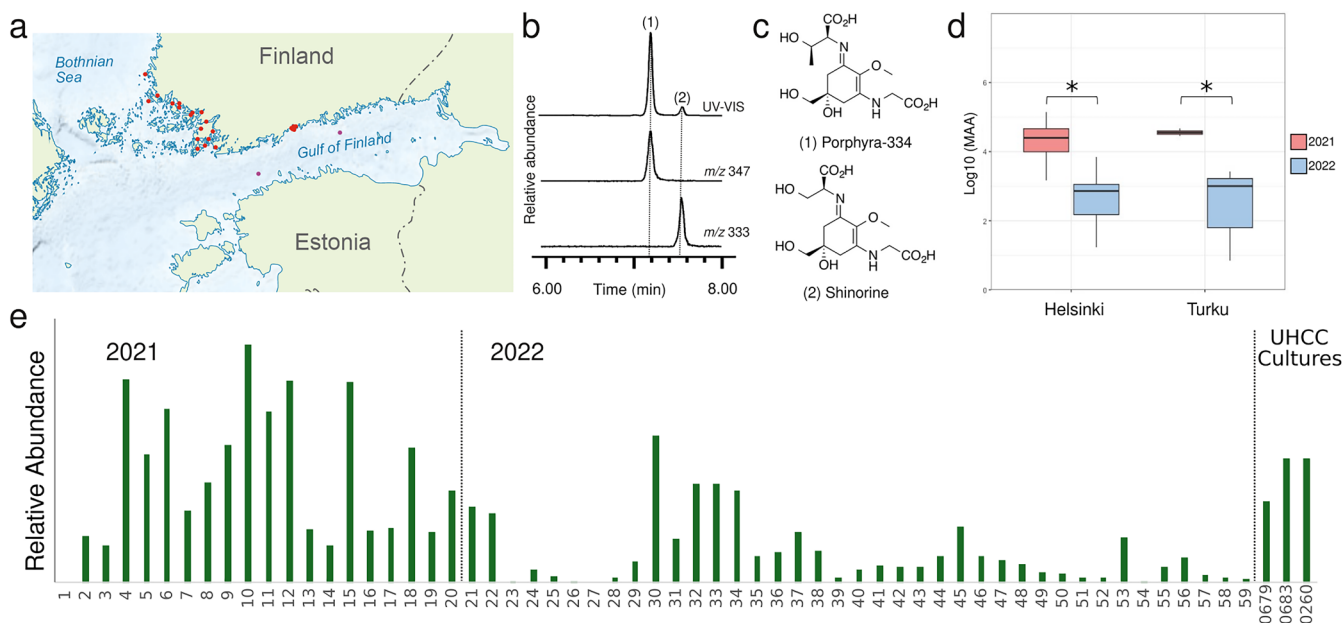 a
Bothnian
Sea
Finland
Gulf of Finland
Estonia
b
Relative abundance
(1)
(2)
UV-VIS
m/z 347
m/z 333
6.00
Time (min)
8.00
c
CO₂H
HO
N
O
HO
OH
N
H
CO₂H
(1) Porphyra-334
CO₂H
HO
N
O
HO
OH
N
H
CO₂H
(2) Shinorine
d
Log10 (MAA)
6
4
2
0
*
*
Helsinki
Turku
2021
2022
e
Relative Abundance
2021
2022
UHCC
Cultures
1 2 3 4 5 6 7 8 9 10 11 12 13 14 15 16 17 18 19 20 21 22 23 24 25 26 27 28 29 30 31 32 33 34 35 36 37 38 39 40 41 42 43 44 45 46 47 48 49 50 51 52 53 54 55 56 57 58 59 0679 0683 0260